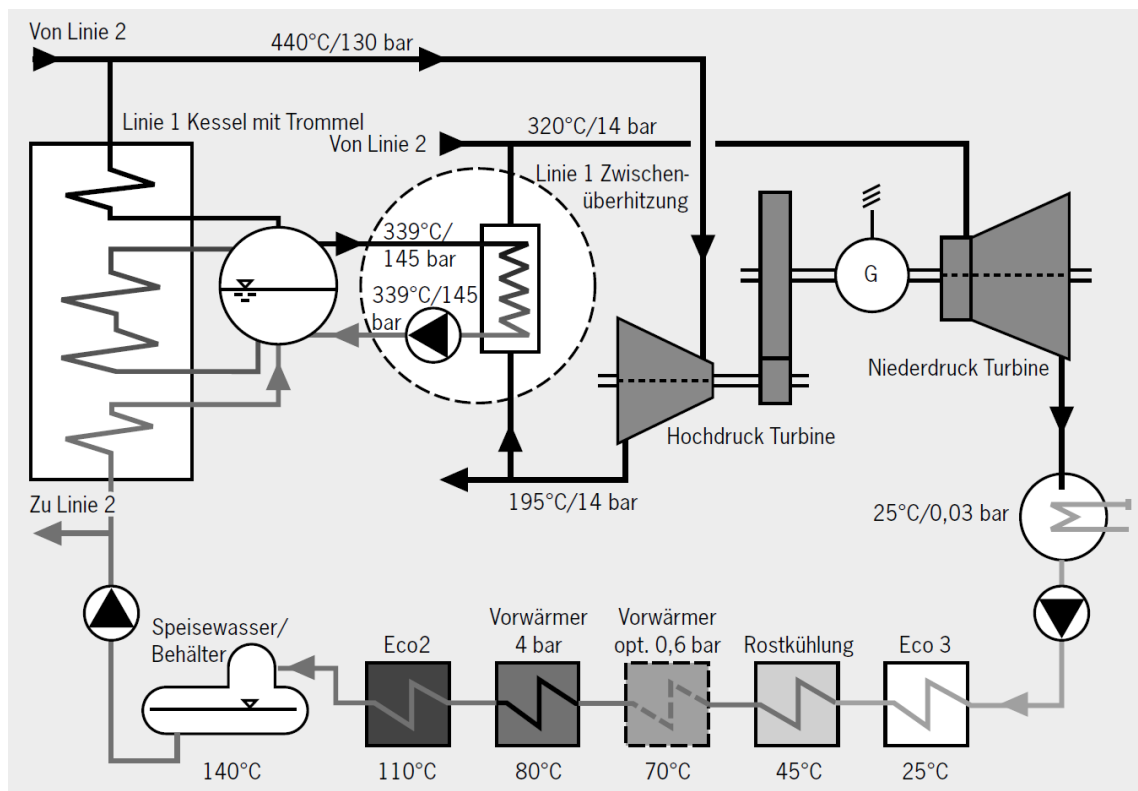 Von Linie 2
440°C/130 bar
Linie 1 Kessel mit Trommel
Von Linie 2
320°C/14 bar
Linie 1 Zwischen-
überhitzung
339°C/
145 bar
339°C/145
bar
G
Niederdruck Turbine
Hochdruck Turbine
Zu Linie 2
195°C/14 bar
25°C/0,03 bar
Speisewasser/
Behälter
Eco2
Vorwärmer
4 bar
Vorwärmer
opt. 0,6 bar
Rostkühlung
Eco 3
140°C
110°C
80°C
70°C
45°C
25°C